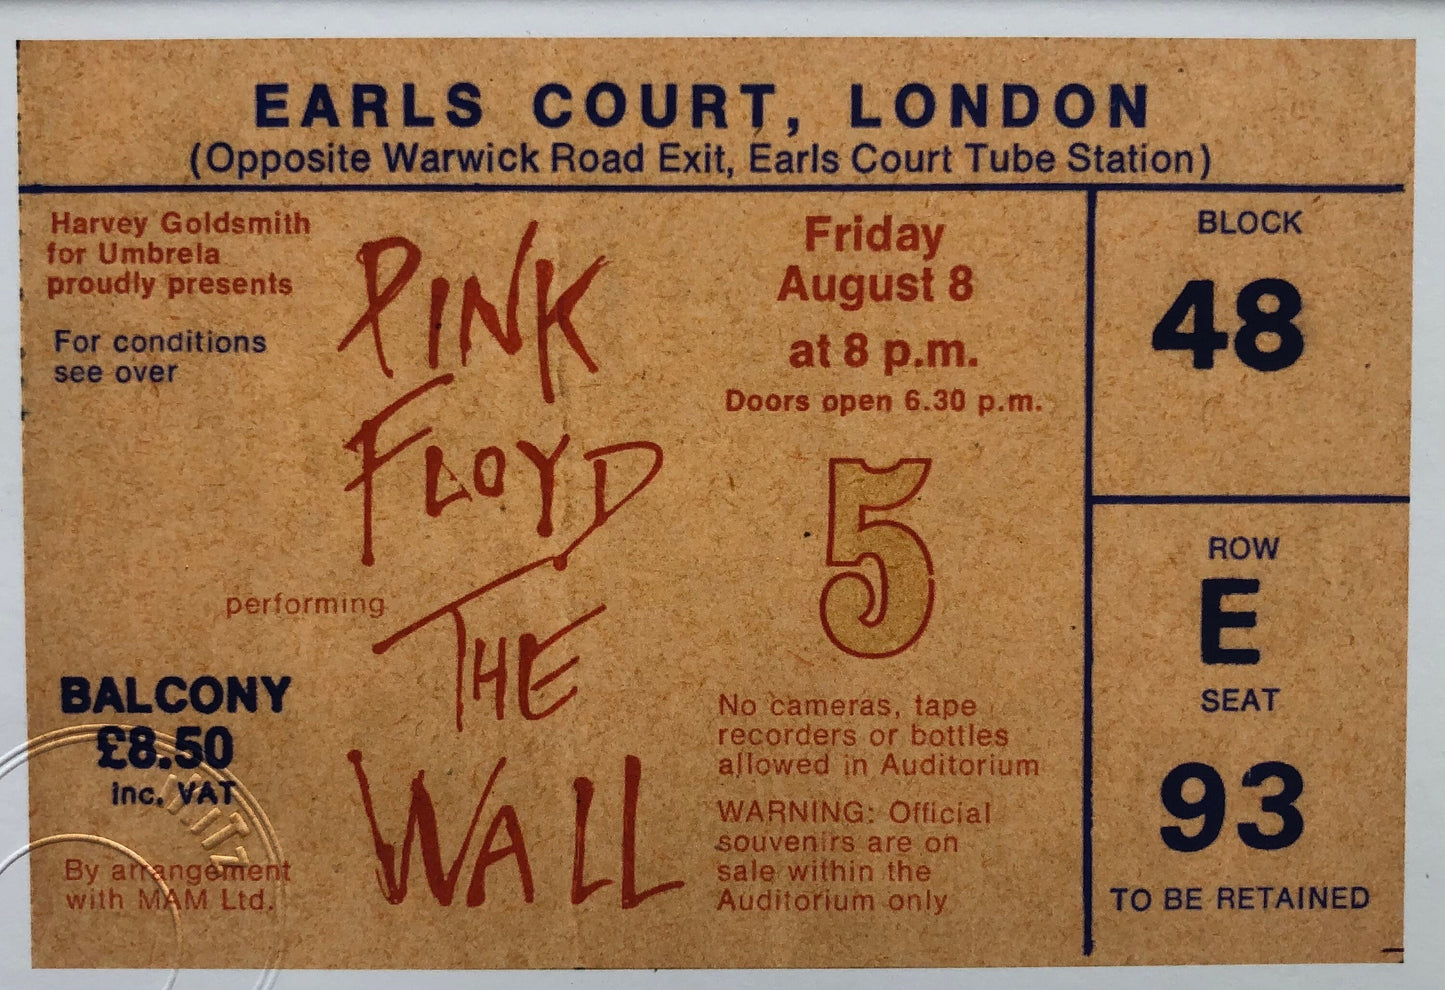 EARLS COURT, LONDON
(Opposite Warwick Road Exit, Earls Court Tube Station)
Harvey Goldsmith
for Umbrela
proudly presents
For conditions
see over
PINK
FLOYD
performing
THE
WALL
BALCONY
£8.50
inc. VAT
By arrangement
with MAM Ltd.
Friday
August 8
at 8 p.m.
Doors open 6.30 p.m.
5
No cameras, tape
recorders or bottles
allowed in Auditorium
WARNING: Official
souvenirs are on
sale within the
Auditorium only
BLOCK
48
ROW
E
SEAT
93
TO BE RETAINED